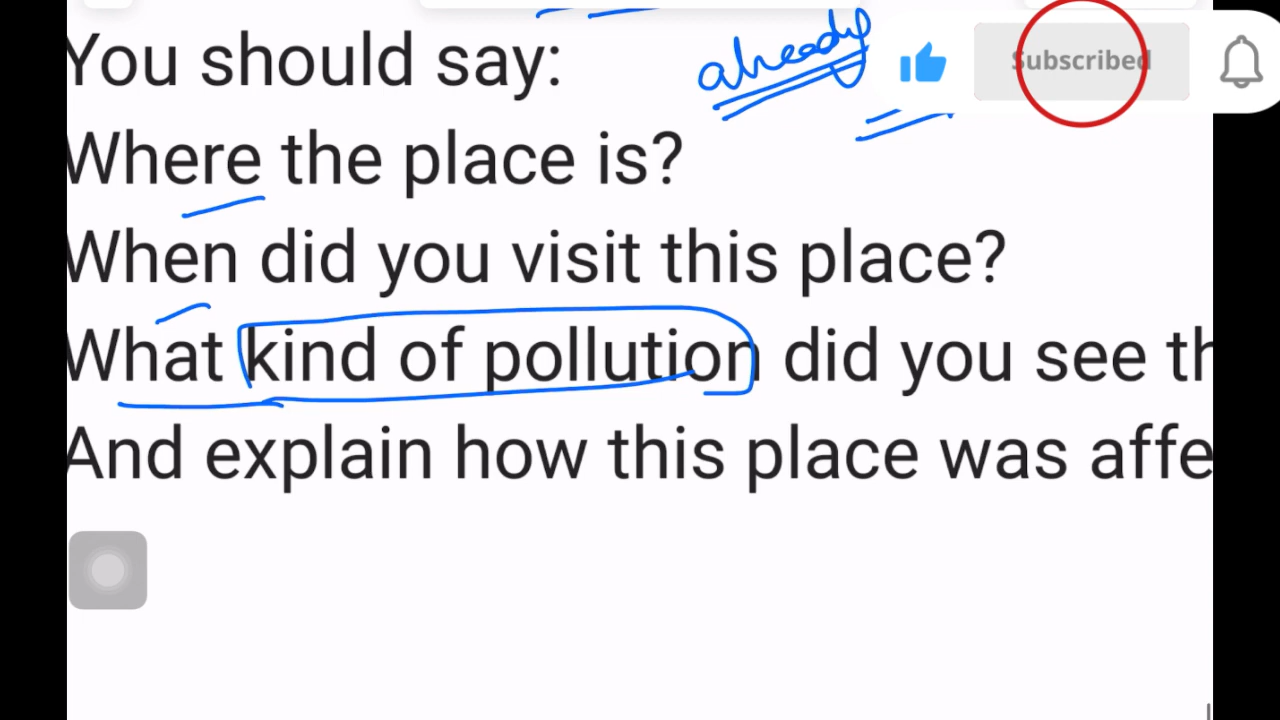 You should say:
already
Subscribed
Where the place is?
When did you visit this place?
What kind of pollution did you see th
And explain how this place was affe